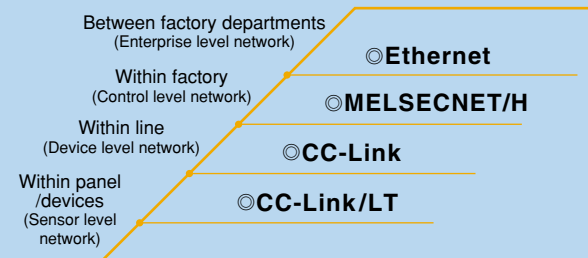 Between factory departments
(Enterprise level network)
◎Ethernet
Within factory
(Control level network)
◎MELSECNET/H
Within line
(Device level network)
◎CC-Link
Within panel
/devices
(Sensor level
network)
◎CC-Link/LT